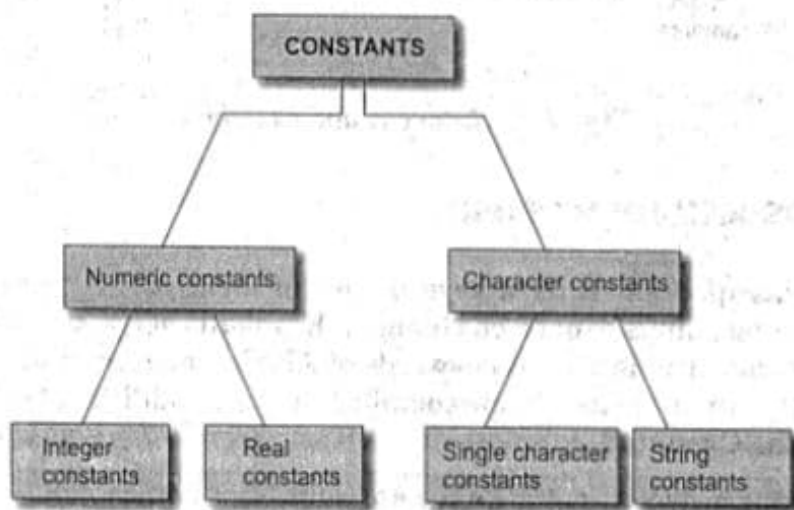 CONSTANTS
Numeric constants
Character constants
Integer
constants
Real
constants
Single character
constants
String
constants